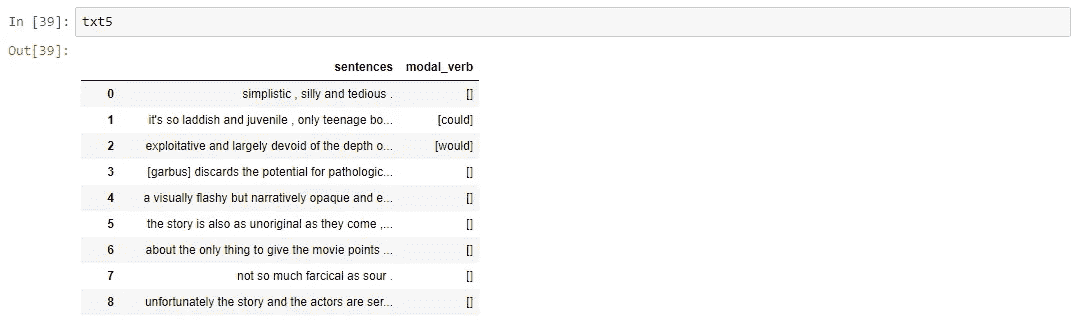 In [39]: txt5
Out[39]:
sentences modal_verb
0 simplistic , silly and tedious . []
1 it's so laddish and juvenile , only teenage bo... [could]
2 exploitative and largely devoid of the depth o... [would]
3 [garbus] discards the potential for pathologic... []
4 a visually flashy but narratively opaque and e... []
5 the story is also as unoriginal as they come ,... []
6 about the only thing to give the movie points ... []
7 not so much farcical as sour . []
8 unfortunately the story and the actors are ser... []